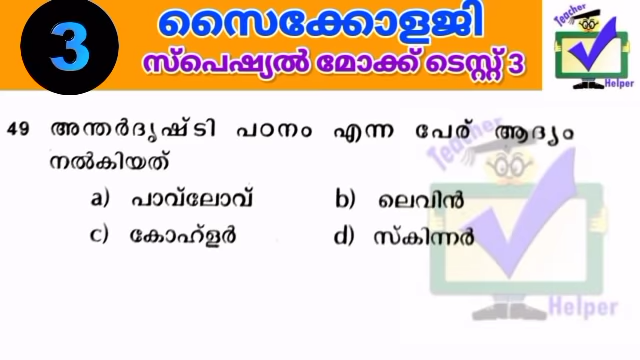 സൈക്കോളജി
3
സ്പെഷ്യൽ മോക്ക് ടെസ്റ്റ് 3
Teacher
Helper
49 അന്തർദൃഷ്ടി പഠനം എന്ന പേര് ആദ്യം
നൽകിയത്
a) പാവ്ലോവ് b) ലെവിൻ
c) കോഹ്ളർ d) സ്കിന്നർ
Teacher
Helper